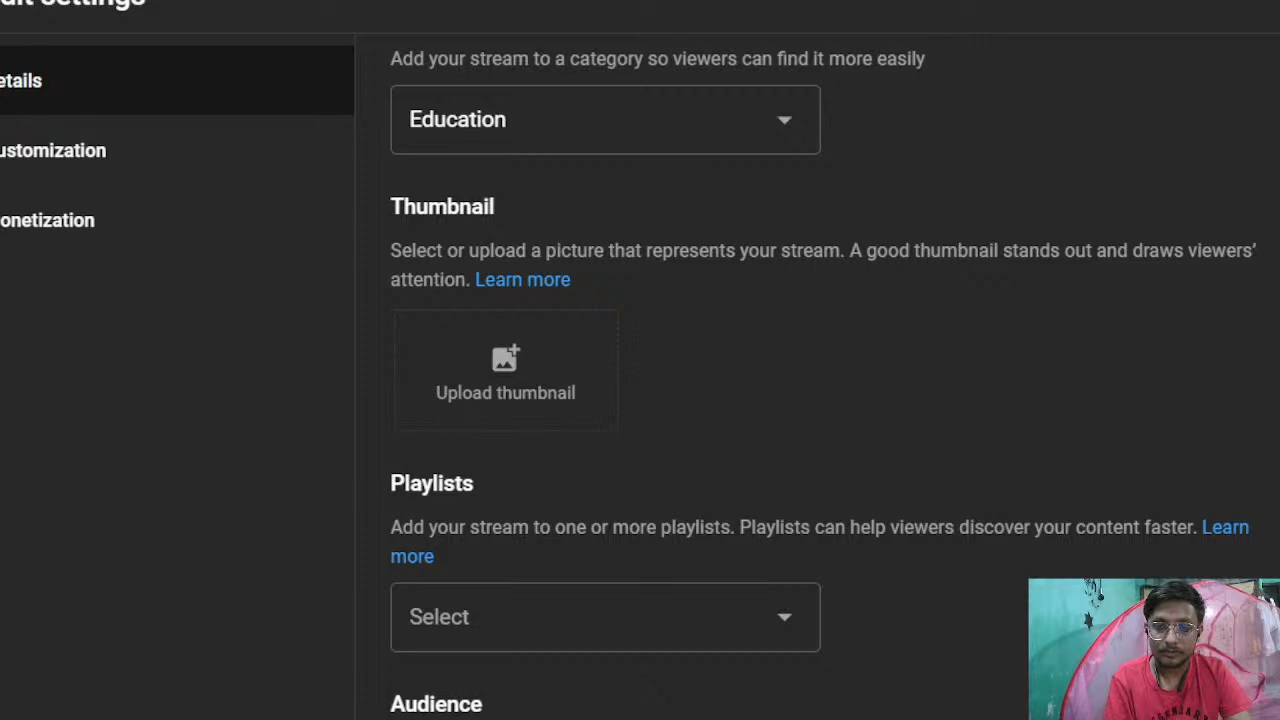 dit settings
etails
ustomization
onetization
Add your stream to a category so viewers can find it more easily
Education
Thumbnail
Select or upload a picture that represents your stream. A good thumbnail stands out and draws viewers’
attention. Learn more
Upload thumbnail
Playlists
Add your stream to one or more playlists. Playlists can help viewers discover your content faster. Learn
more
Select
Audience